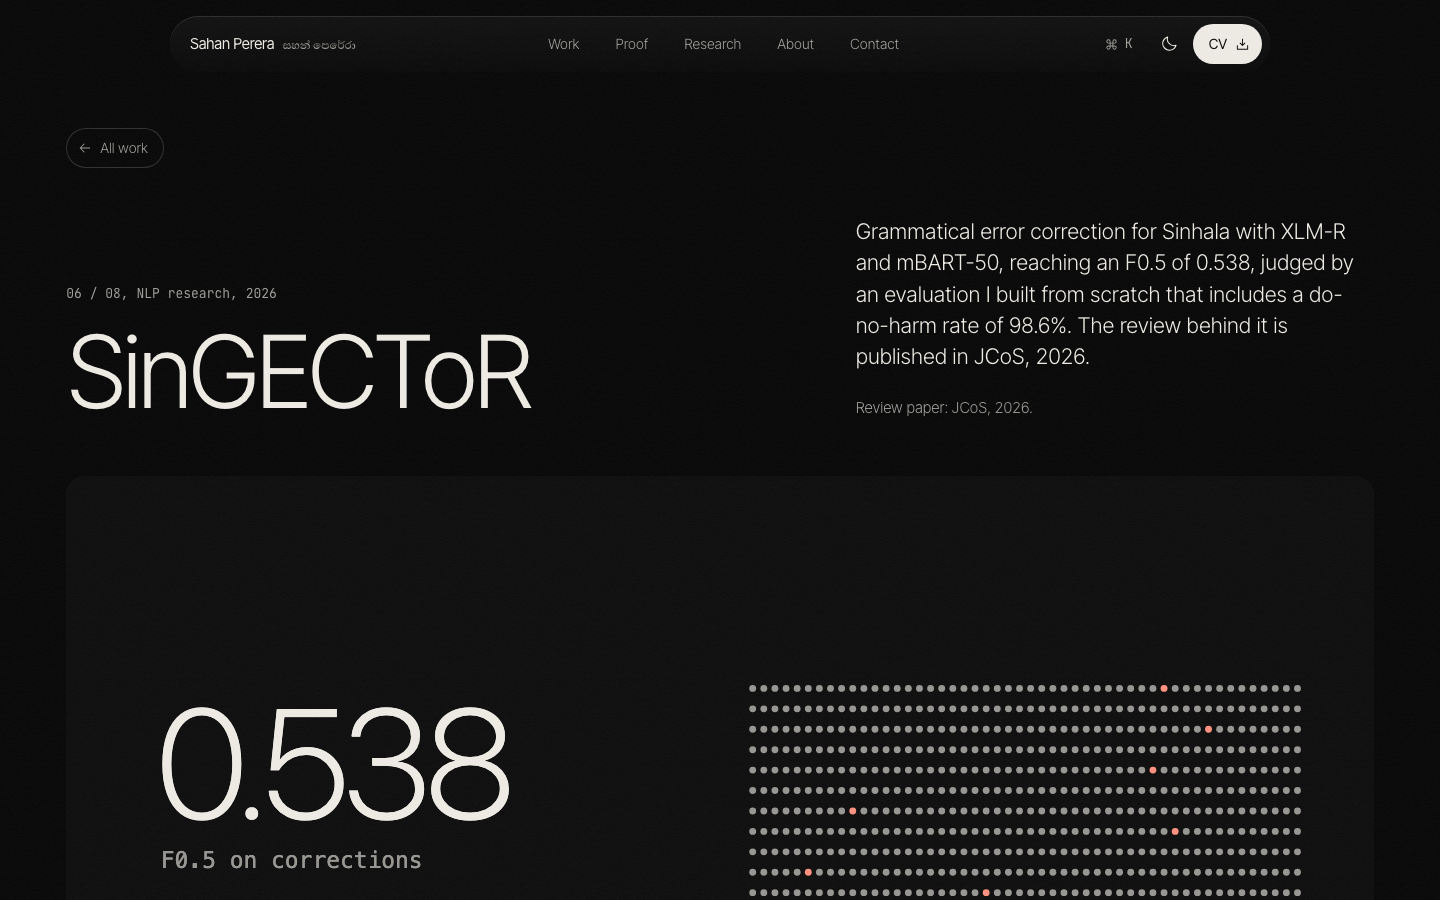 Sahan Perera සහන් පෙරේරා
Work
Proof
Research
About
Contact
⌘ K
CV
← All work
06 / 08, NLP research, 2026
SinGECToR
Grammatical error correction for Sinhala with XLM-R
and mBART-50, reaching an F0.5 of 0.538, judged by
an evaluation I built from scratch that includes a do-
no-harm rate of 98.6%. The review behind it is
published in JCoS, 2026.
Review paper: JCoS, 2026.
0.538
F0.5 on corrections